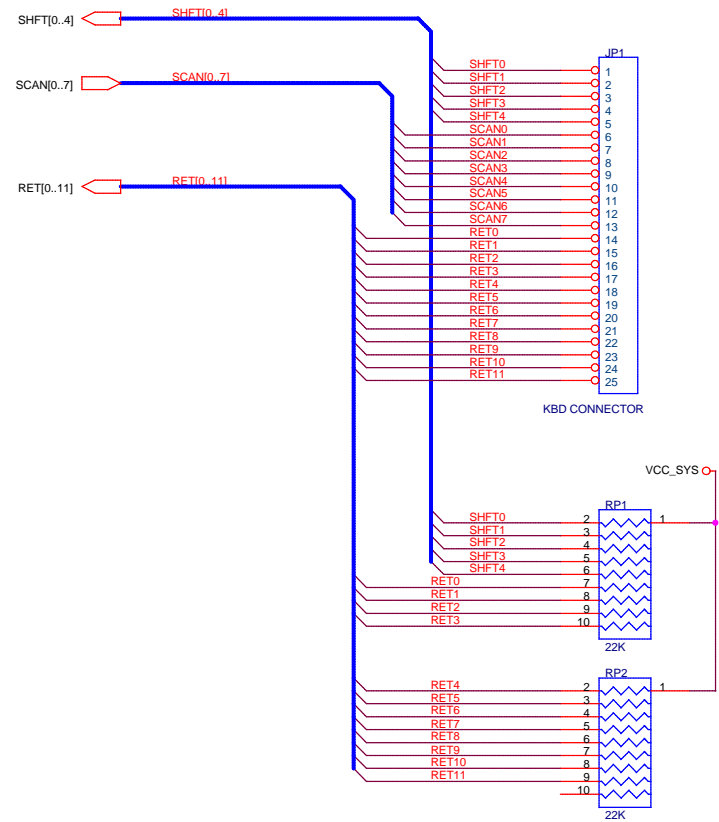 SHFT[0..4] SHFT[0..4]
JP1
SHFT0 1
SHFT1 2
SCAN[0..7] SCAN[0..7] SHFT2 3
SHFT3 4
SHFT4 5
SCAN0 6
SCAN1 7
SCAN2 8
SCAN3 9
RET[0..11] RET[0..11] SCAN4 10
SCAN5 11
SCAN6 12
SCAN7 13
RET0 14
RET1 15
RET2 16
RET3 17
RET4 18
RET5 19
RET6 20
RET7 21
RET8 22
RET9 23
RET10 24
RET11 25
KBD CONNECTOR
VCC_SYS
RP1
SHFT0 2 1
SHFT1 3
SHFT2 4
SHFT3 5
SHFT4 6
RET0 7
RET1 8
RET2 9
RET3 10
22K
RP2
RET4 2 1
RET5 3
RET6 4
RET7 5
RET8 6
RET9 7
RET10 8
RET11 9
10
22K